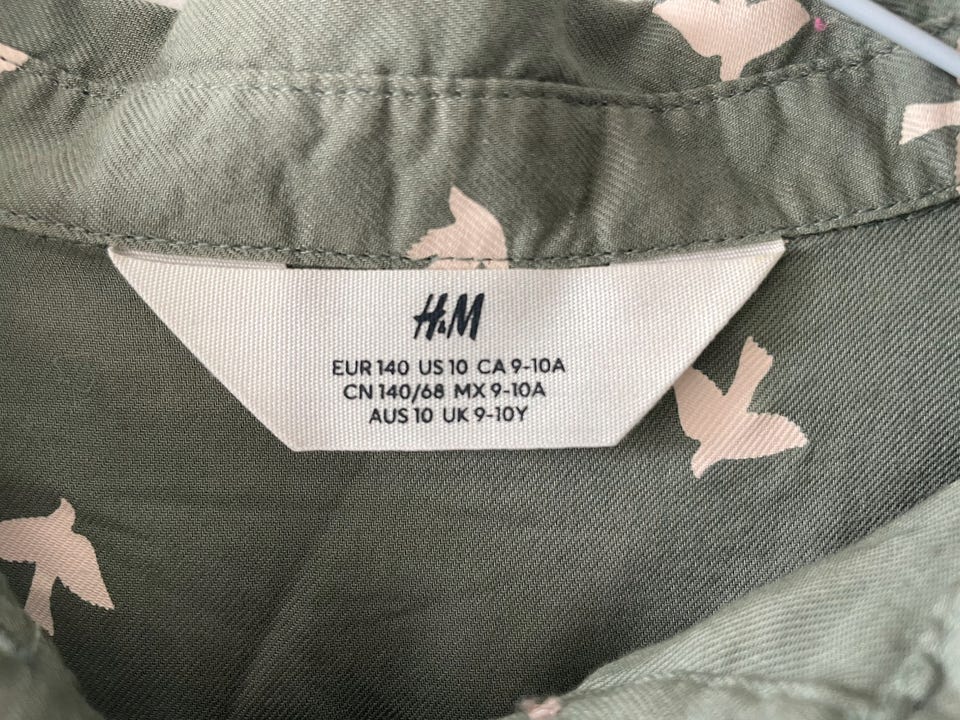 H&M
EUR 140 US 10 CA 9-10A
CN 140/68 MX 9-10A
AUS 10 UK 9-10Y